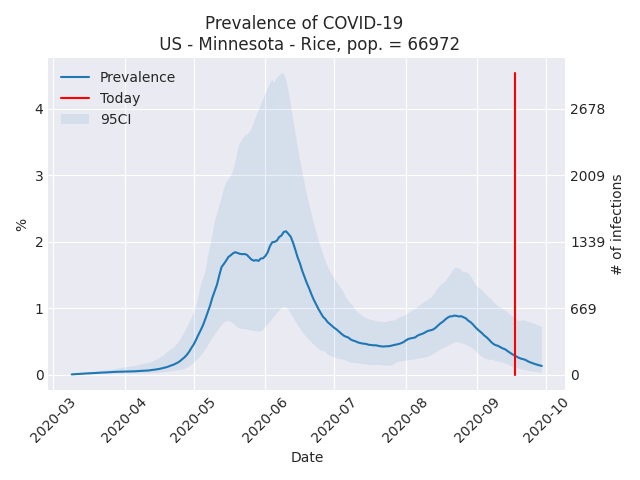 Prevalence of COVID-19
US - Minnesota - Rice, pop. = 66972
Prevalence
Today
95CI
%
4
3
2
1
0
2678
2009
1339
669
0
# of infections
2020-03
2020-04
2020-05
2020-06
2020-07
2020-08
2020-09
2020-10
Date